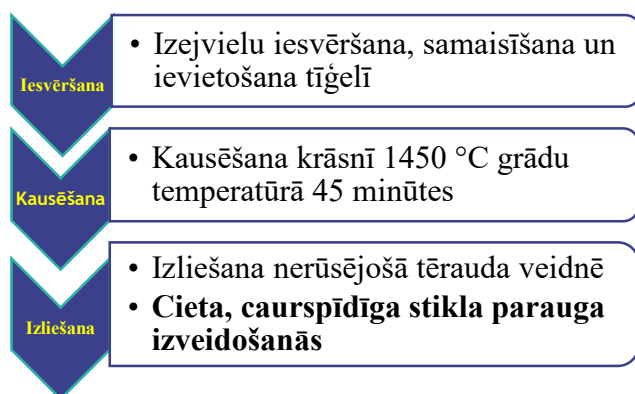 Iesvēršana
• Izejvielu iesvēršana, samaisīšana un
ievietošana tīģelī
Kausēšana
• Kausēšana krāsnī 1450 °C grādu
temperatūrā 45 minūtes
Izliešana
• Izliešana nerūsējošā tērauda veidnē
• Cieta, caurspīdīga stikla parauga
izveidošanās